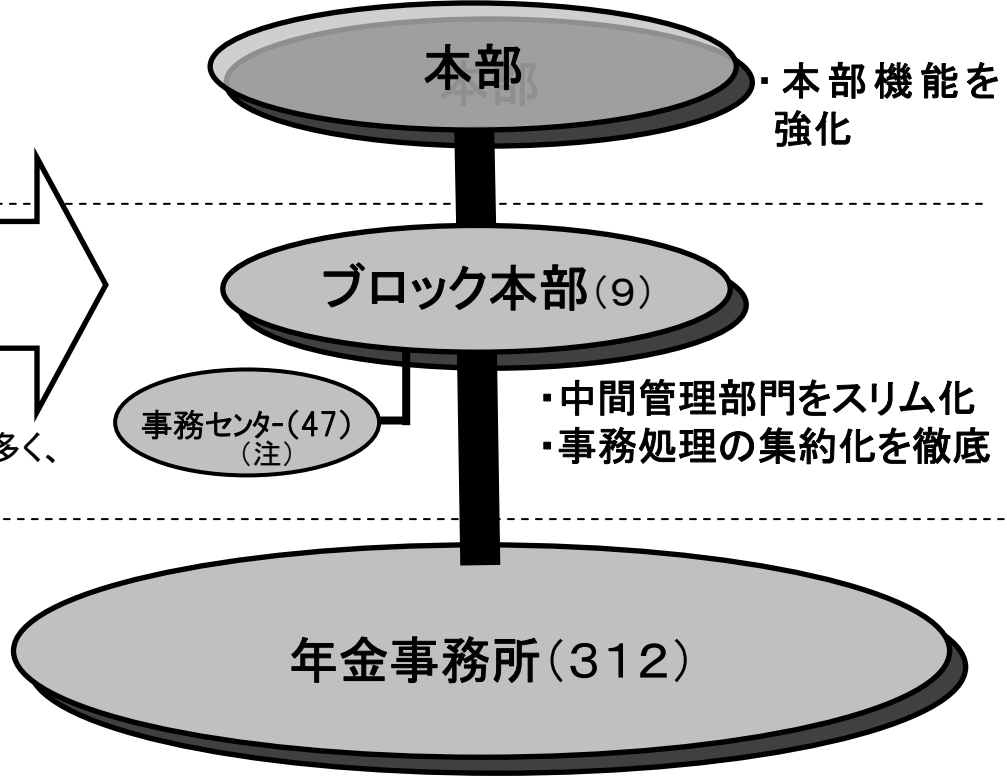 本部
・本部機能を
強化
ブロック本部（９）
事務センター(47)
（注）
・中間管理部門をスリム化
・事務処理の集約化を徹底
多く、
年金事務所（３１２）